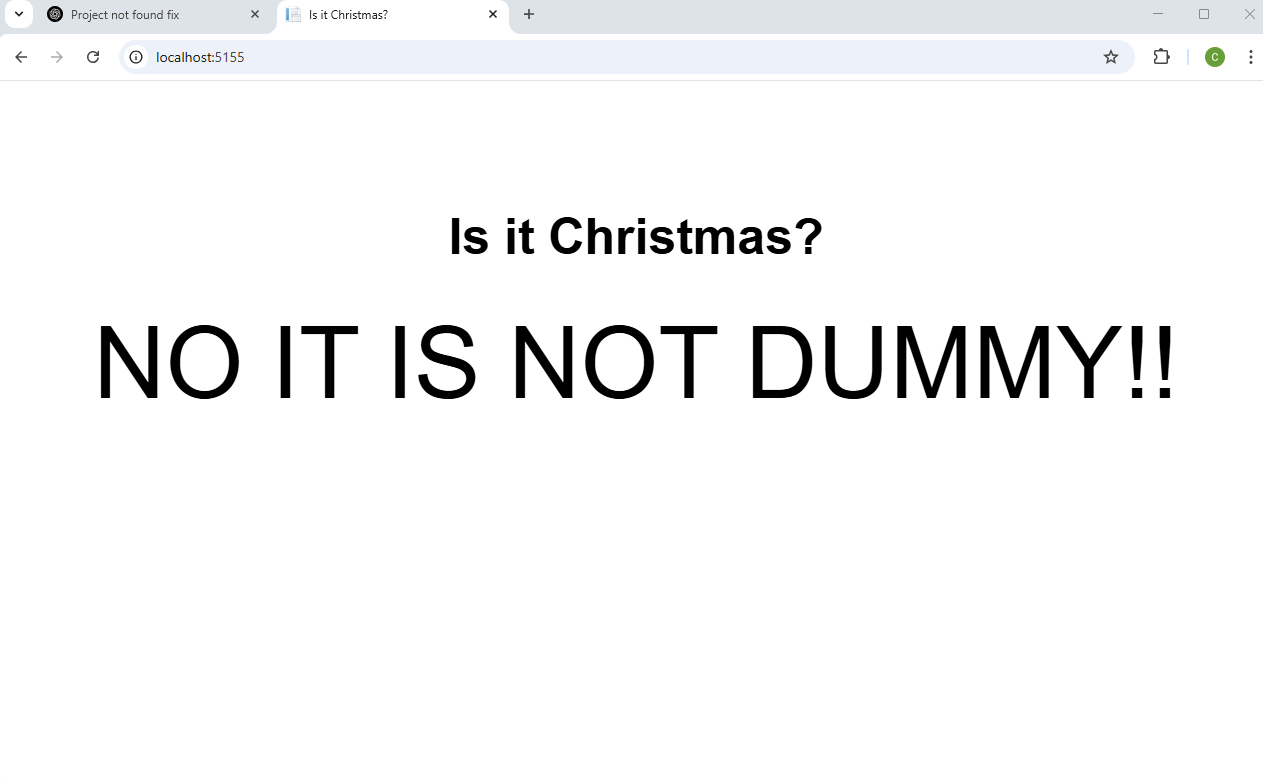 Project not found fix
Is it Christmas?
localhost:5155
C
Is it Christmas?
NO IT IS NOT DUMMY!!